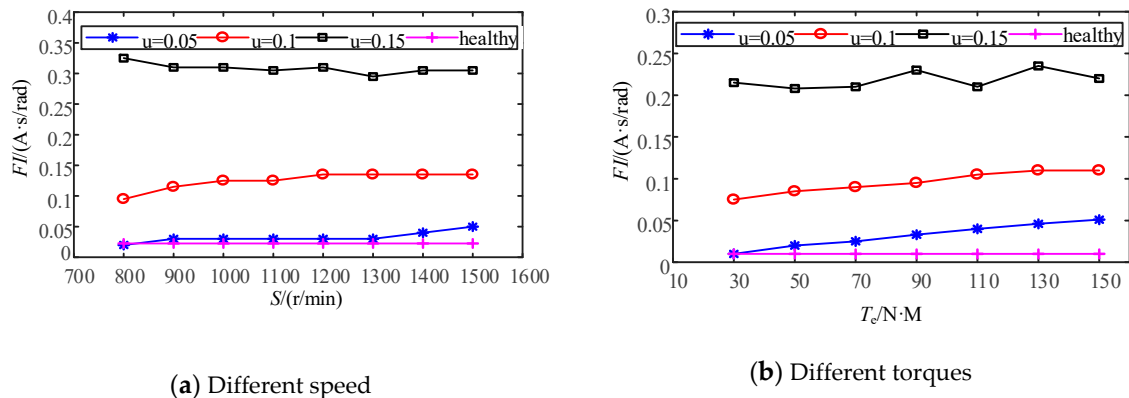 0.4
0.35
0.3
0.25
0.2
0.15
0.1
0.05
0
FI/(A·s/rad)
u=0.05 u=0.1 u=0.15 healthy
700 800 900 1000 1100 1200 1300 1400 1500 1600
S/(r/min)
(a) Different speed
0.3
0.25
0.2
0.15
0.1
0.05
0
FI/(A·s/rad)
u=0.05 u=0.1 u=0.15 healthy
10 30 50 70 90 110 130 150
Te/N·M
(b) Different torques